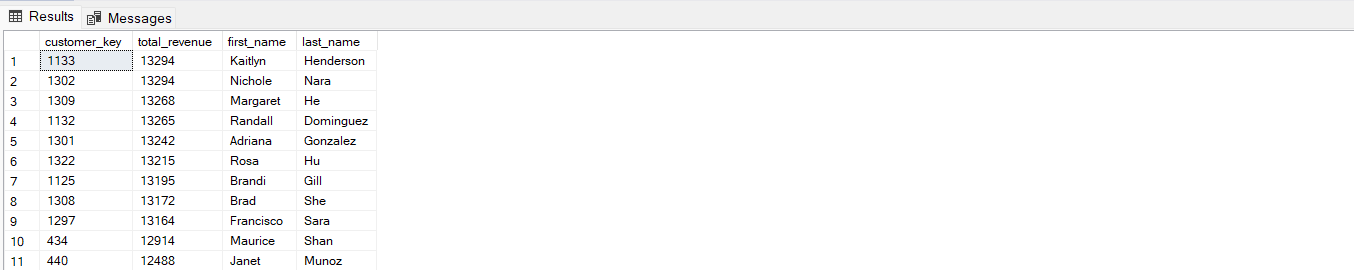 Results Messages
customer_key total_revenue first_name last_name
1 1133 13294 Kaitlyn Henderson
2 1302 13294 Nichole Nara
3 1309 13268 Margaret He
4 1132 13265 Randall Dominguez
5 1301 13242 Adriana Gonzalez
6 1322 13215 Rosa Hu
7 1125 13195 Brandi Gill
8 1308 13172 Brad She
9 1297 13164 Francisco Sara
10 434 12914 Maurice Shan
11 440 12488 Janet Munoz